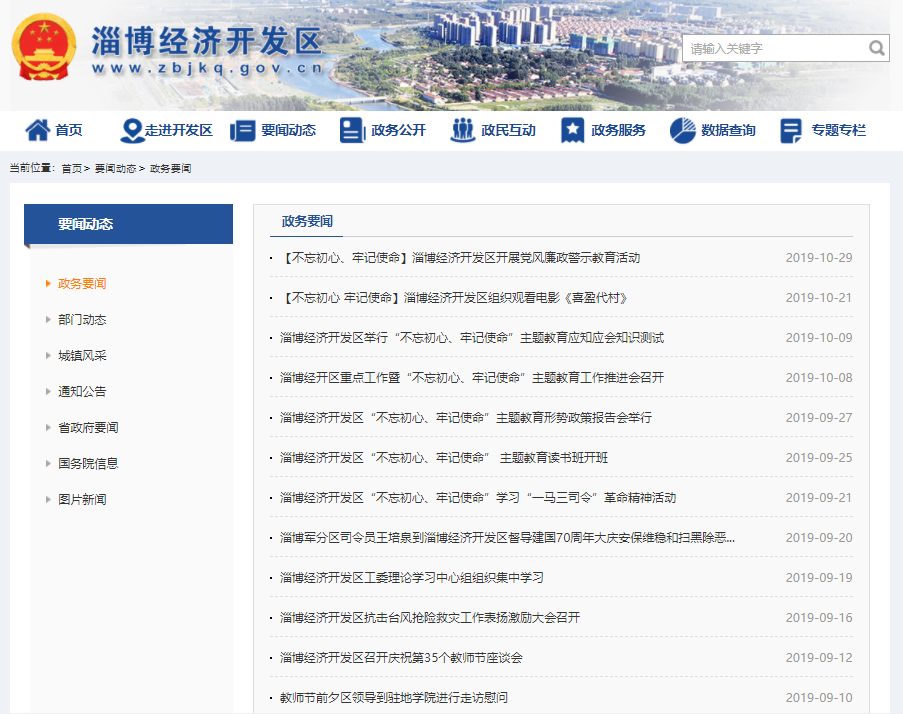 淄博经济开发区
www.zbjkq.gov.cn
请输入关键字
首页 走进开发区 要闻动态 政务公开 政民互动 政务服务 数据查询 专题专栏
当前位置：首页> 要闻动态> 政务要闻
要闻动态
政务要闻
部门动态
城镇风采
通知公告
省政府要闻
国务院信息
图片新闻
政务要闻
【不忘初心、牢记使命】淄博经济开发区开展党风廉政警示教育活动 2019-10-29
【不忘初心 牢记使命】淄博经济开发区组织观看电影《喜盈代村》 2019-10-21
淄博经济开发区举行“不忘初心、牢记使命”主题教育应知应会知识测试 2019-10-09
淄博经开区重点工作暨“不忘初心、牢记使命”主题教育工作推进会召开 2019-10-08
淄博经济开发区“不忘初心、牢记使命”主题教育形势政策报告会举行 2019-09-27
淄博经济开发区“不忘初心、牢记使命” 主题教育读书班开班 2019-09-25
淄博经济开发区“不忘初心、牢记使命”学习“一马三司令”革命精神活动 2019-09-21
淄博军分区司令员王培泉到淄博经济开发区督导建国70周年大庆安保维稳和扫黑除恶... 2019-09-20
淄博经济开发区工委理论学习中心组组织集中学习 2019-09-19
淄博经济开发区抗击台风抢险救灾工作表扬激励大会召开 2019-09-16
淄博经济开发区召开庆祝第35个教师节座谈会 2019-09-12
教师节前夕区领导到驻地学院进行走访慰问 2019-09-10